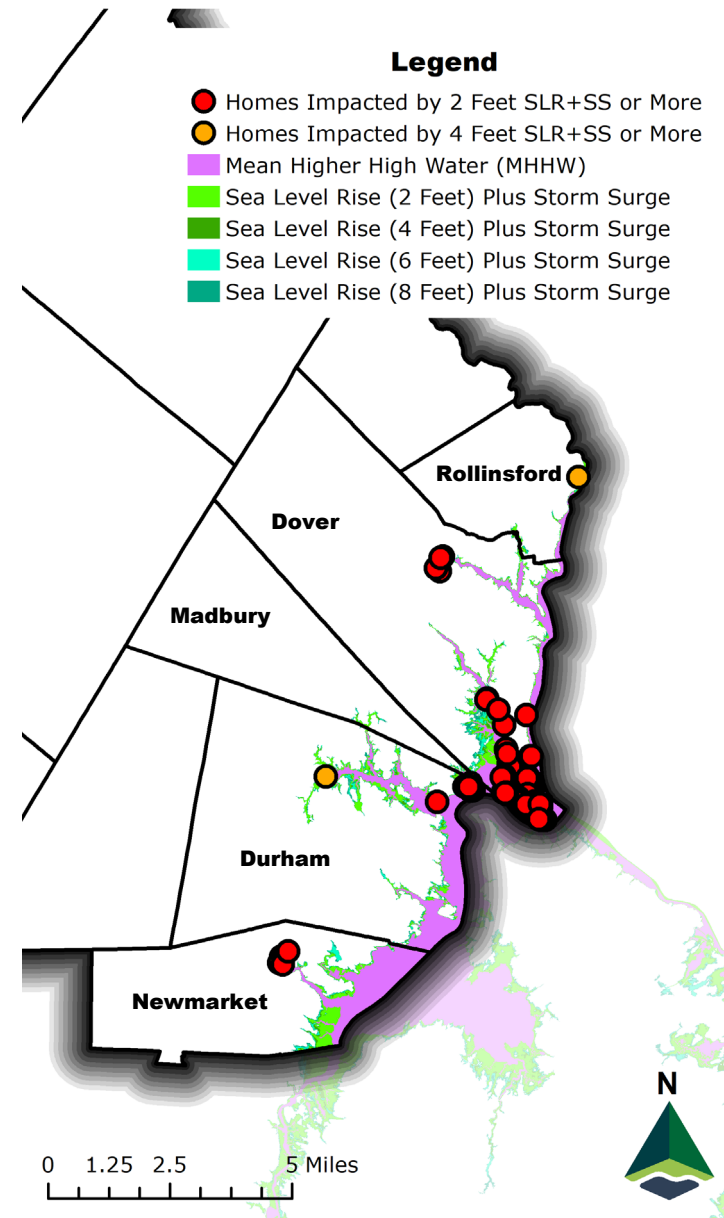 Legend
Homes Impacted by 2 Feet SLR+SS or More
Homes Impacted by 4 Feet SLR+SS or More
Mean Higher High Water (MHHW)
Sea Level Rise (2 Feet) Plus Storm Surge
Sea Level Rise (4 Feet) Plus Storm Surge
Sea Level Rise (6 Feet) Plus Storm Surge
Sea Level Rise (8 Feet) Plus Storm Surge
Rollinsford
Dover
Madbury
Durham
Newmarket
N
0 1.25 2.5 5 Miles